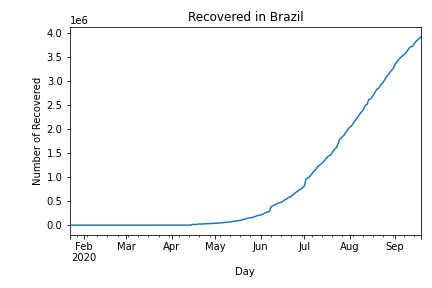 Recovered in Brazil
1e6
4.0
3.5
3.0
2.5
2.0
1.5
1.0
0.5
0.0
Number of Recovered
Feb Mar Apr May Jun Jul Aug Sep
2020
Day